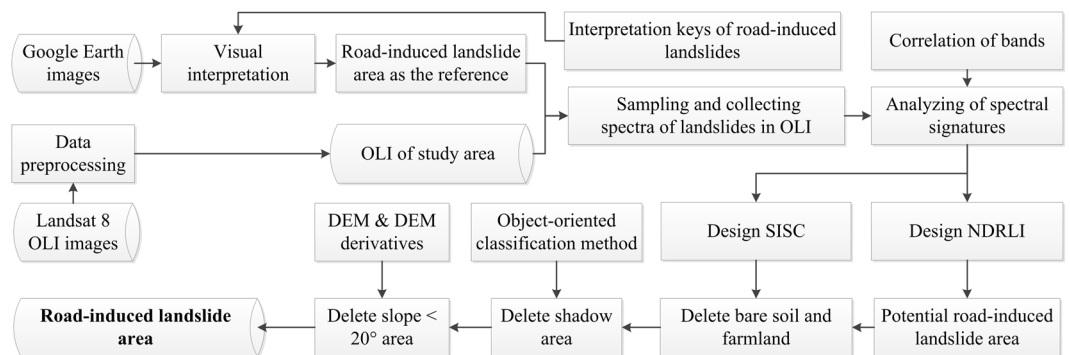 Google Earth
images
Visual
interpretation
Road-induced landslide
area as the reference
Interpretation keys of road-induced
landslides
Correlation of bands
Sampling and collecting
spectra of landslides in OLI
Analyzing of spectral
signatures
Data
preprocessing
OLI of study area
Landsat 8
OLI images
DEM & DEM
derivatives
Object-oriented
classification method
Design SISC
Design NDRLI
Road-induced landslide
area
Delete slope <
20° area
Delete shadow
area
Delete bare soil and
farmland
Potential road-induced
landslide area